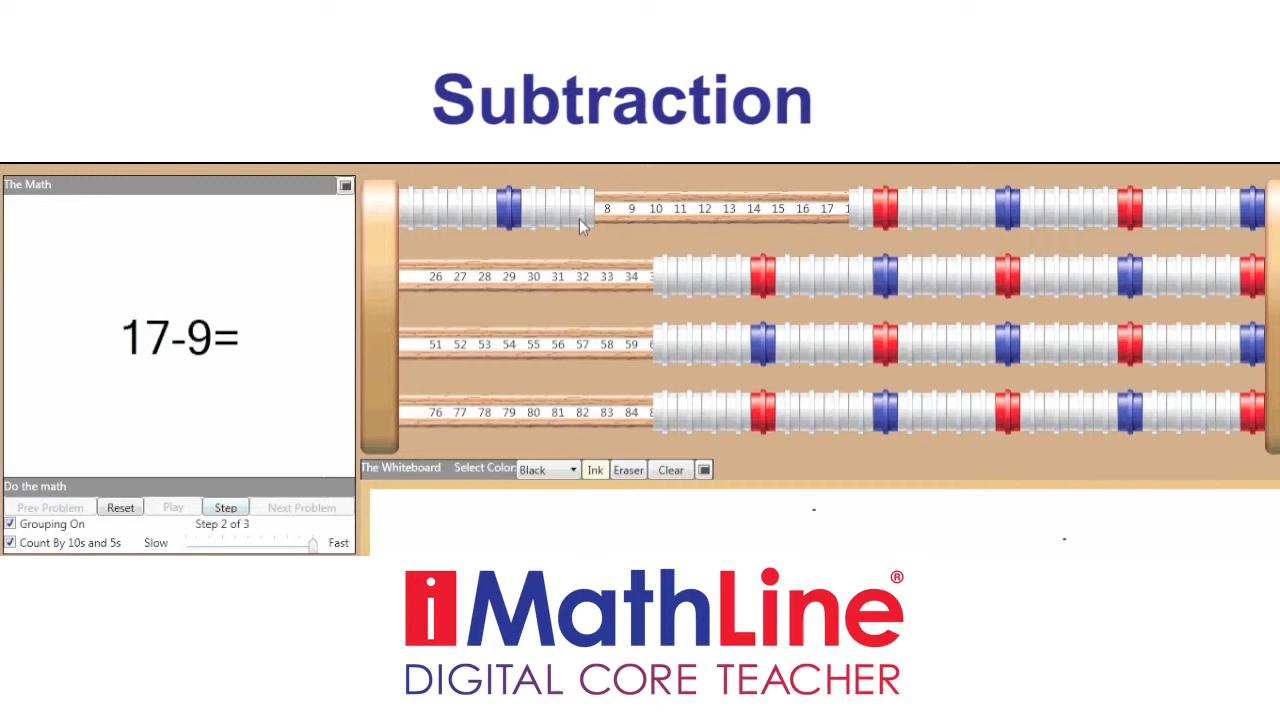 Subtraction
The Math
17-9=
8 9 10 11 12 13 14 15 16 17
26 27 28 29 30 31 32 33 34
51 52 53 54 55 56 57 58 59
76 77 78 79 80 81 82 83 84
The Whiteboard Select Color: Black Ink Eraser Clear
Do the math
Prev Problem Reset Play Step Next Problem
Grouping On Step 2 of 3
Count By 10s and 5s Slow Fast
iMathLine®
DIGITAL CORE TEACHER